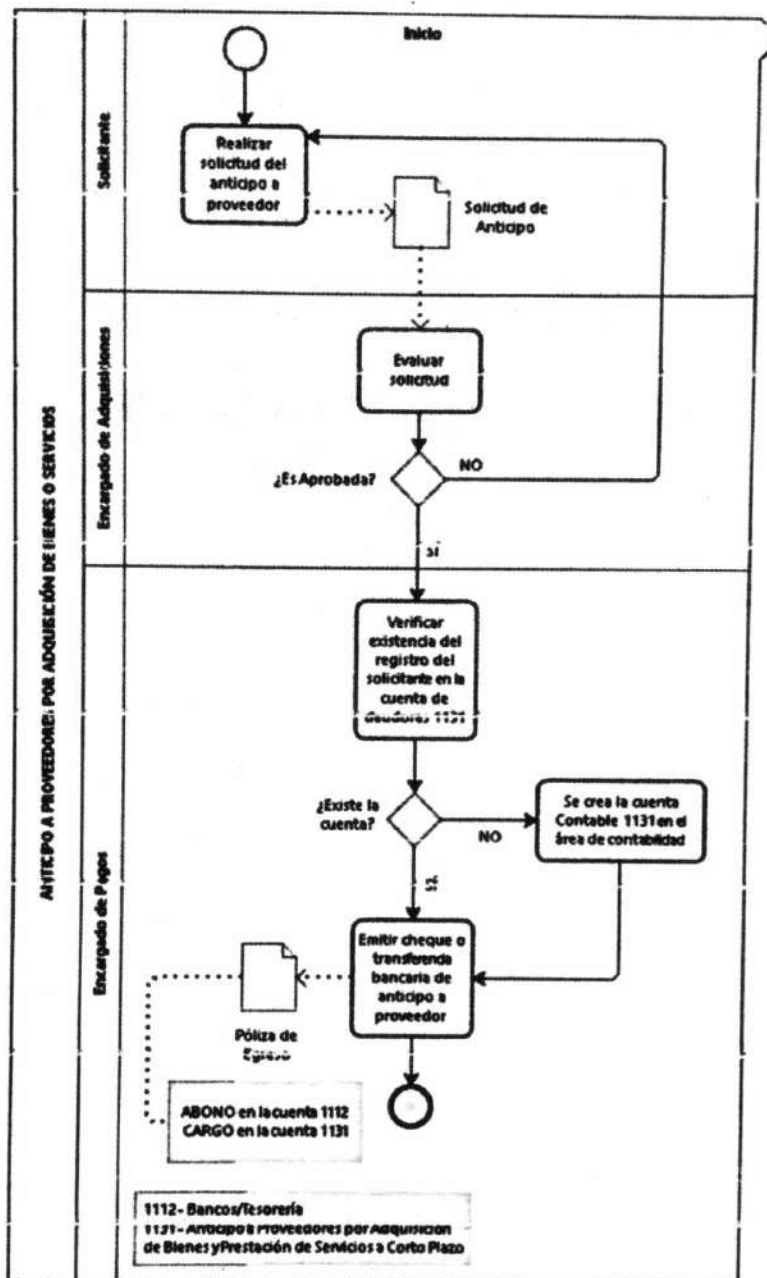 ANTICIPO A PROVEEDORES POR ADQUISICIÓN DE BIENES O SERVICIOS
Solicitante
Inicio
Realizar
solicitud del
anticipo a
proveedor
Solicitud de
Anticipo
Encargado de Adquisiciones
Evaluar
solicitud
¿Es Aprobada?
NO
SI
Encargado de Pagos
Verificar
existencia del
registro del
solicitante en la
cuenta de
deudores 1131
¿Existe la
cuenta?
NO
Se crea la cuenta
Contable 1131 en el
área de contabilidad
SI
Emitir cheque o
transferencia
bancaria de
anticipo a
proveedor
Póliza de
Egreso
ABONO en la cuenta 1112
CARGO en la cuenta 1131
1112 - Bancos/Tesorería
1131 - Anticipo a Proveedores por Adquisición
de Bienes y Prestación de Servicios a Corto Plazo